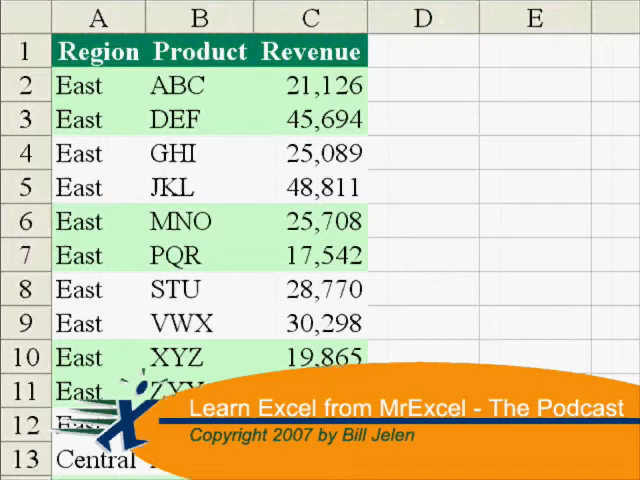 A B C D E
1 Region Product Revenue
2 East ABC 21,126
3 East DEF 45,694
4 East GHI 25,089
5 East JKL 48,811
6 East MNO 25,708
7 East PQR 17,542
8 East STU 28,770
9 East VWX 30,298
10 East XYZ 19,865
11 East
12 East
13 Central
Learn Excel from MrExcel - The Podcast
Copyright 2007 by Bill Jelen